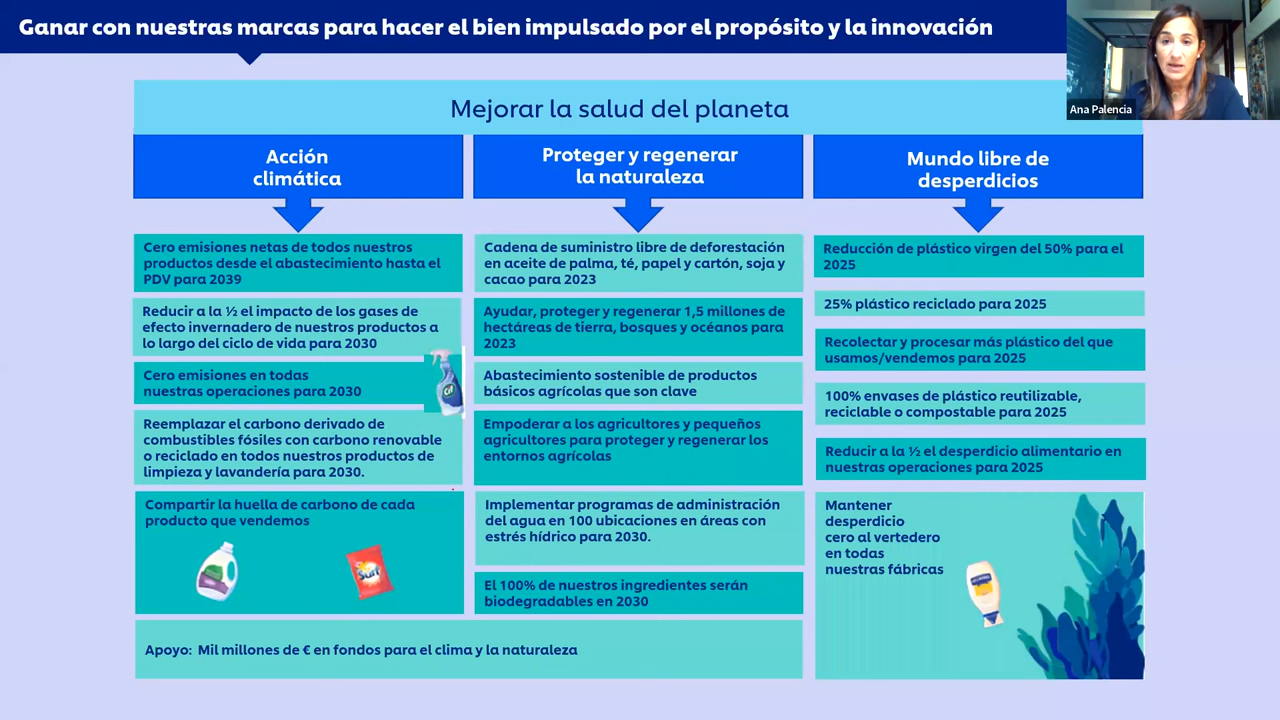 Ganar con nuestras marcas para hacer el bien impulsado por el propósito y la innovación
Ana Palencia
Mejorar la salud del planeta
Acción
climática
Cero emisiones netas de todos nuestros
productos desde el abastecimiento hasta el
PDV para 2039
Reducir a la ½ el impacto de los gases de
efecto invernadero de nuestros productos a
lo largo del ciclo de vida para 2030
Cero emisiones en todas
nuestras operaciones para 2030
Cif
Reemplazar el carbono derivado de
combustibles fósiles con carbono renovable
o reciclado en todos nuestros productos de
limpieza y lavandería para 2030.
Compartir la huella de carbono de cada
producto que vendemos
Surf
Proteger y regenerar
la naturaleza
Cadena de suministro libre de deforestación
en aceite de palma, té, papel y cartón, soja y
cacao para 2023
Ayudar, proteger y regenerar 1,5 millones de
hectáreas de tierra, bosques y océanos para
2023
Abastecimiento sostenible de productos
básicos agrícolas que son clave
Empoderar a los agricultores y pequeños
agricultores para proteger y regenerar los
entornos agrícolas
Implementar programas de administración
del agua en 100 ubicaciones en áreas con
estrés hídrico para 2030.
El 100% de nuestros ingredientes serán
biodegradables en 2030
Apoyo: Mil millones de € en fondos para el clima y la naturaleza
Mundo libre de
desperdicios
Reducción de plástico virgen del 50% para el
2025
25% plástico reciclado para 2025
Recolectar y procesar más plástico del que
usamos/vendemos para 2025
100% envases de plástico reutilizable,
reciclable o compostable para 2025
Reducir a la ½ el desperdicio alimentario en
nuestras operaciones para 2025
Mantener
desperdicio
cero al vertedero
en todas
nuestras fábricas